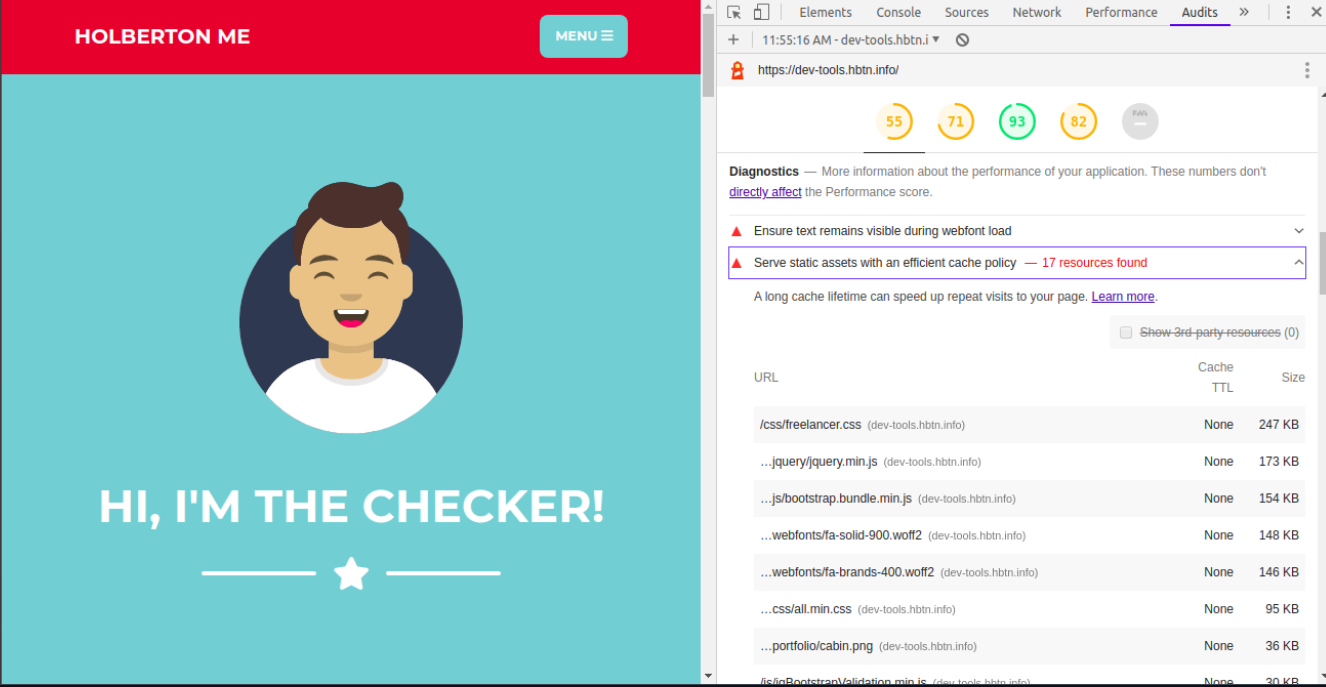 HOLBERTON ME
MENU ☰
HI, I'M THE CHECKER!
Elements Console Sources Network Performance Audits »
+ 11:55:16 AM - dev-tools.hbtn.i ▼
https://dev-tools.hbtn.info/
55 71 93 82
Diagnostics — More information about the performance of your application. These numbers don't
directly affect the Performance score.
Ensure text remains visible during webfont load
Serve static assets with an efficient cache policy — 17 resources found
A long cache lifetime can speed up repeat visits to your page. Learn more.
Show 3rd-party resources (0)
URL Cache TTL Size
/css/freelancer.css (dev-tools.hbtn.info) None 247 KB
…jquery/jquery.min.js (dev-tools.hbtn.info) None 173 KB
…js/bootstrap.bundle.min.js (dev-tools.hbtn.info) None 154 KB
…webfonts/fa-solid-900.woff2 (dev-tools.hbtn.info) None 148 KB
…webfonts/fa-brands-400.woff2 (dev-tools.hbtn.info) None 146 KB
…css/all.min.css (dev-tools.hbtn.info) None 95 KB
…portfolio/cabin.png (dev-tools.hbtn.info) None 36 KB
/js/jqBootstrapValidation.min.js (dev-tools.hbtn.info) None 30 KB